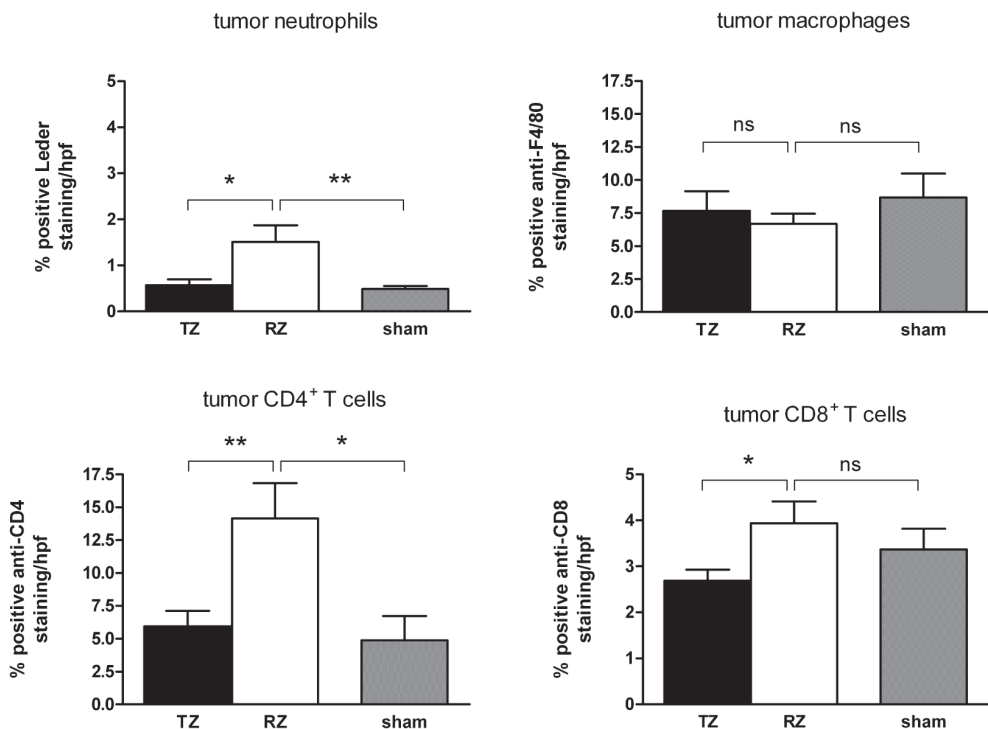 tumor neutrophils
% positive Leder
staining/hpf
5
4
3
2
1
0
*
**
TZ
RZ
sham
tumor macrophages
% positive anti-F4/80
staining/hpf
17.5
15.0
12.5
10.0
7.5
5.0
2.5
0.0
ns
ns
TZ
RZ
sham
tumor CD4+ T cells
% positive anti-CD4
staining/hpf
17.5
15.0
12.5
10.0
7.5
5.0
2.5
0.0
**
*
TZ
RZ
sham
tumor CD8+ T cells
% positive anti-CD8
staining/hpf
5
4
3
2
1
0
*
ns
TZ
RZ
sham